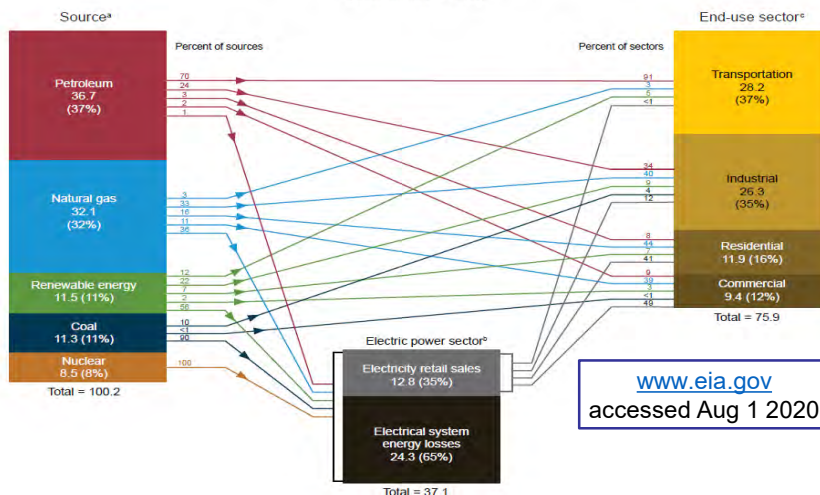 Sourceᵃ
End-use sectorᶜ
Percent of sources
Percent of sectors
Petroleum
36.7
(37%)
70
24
3
2
1
Natural gas
32.1
(32%)
3
33
16
11
36
Renewable energy
11.5 (11%)
12
22
7
2
56
Coal
11.3 (11%)
10
<1
90
Nuclear
8.5 (8%)
100
Total = 100.2
91
3
5
<1
Transportation
28.2
(37%)
34
40
9
4
12
Industrial
26.3
(35%)
8
44
7
41
Residential
11.9 (16%)
9
39
3
<1
49
Commercial
9.4 (12%)
Total = 75.9
Electric power sectorᵇ
Electricity retail sales
12.8 (35%)
Electrical system
energy losses
24.3 (65%)
Total = 37.1
www.eia.gov
accessed Aug 1 2020